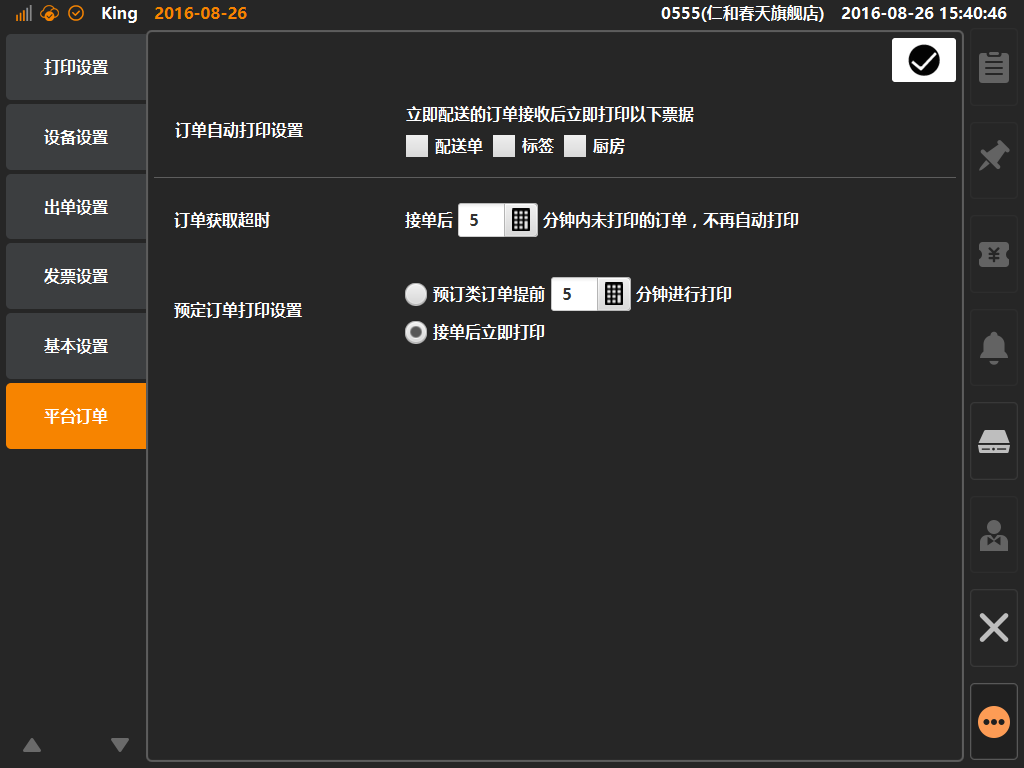 King 2016-08-26 0555(仁和春天旗舰店) 2016-08-26 15:40:46
打印设置
设备设置
出单设置
发票设置
基本设置
平台订单
订单自动打印设置
立即配送的订单接收后立即打印以下票据
配送单 标签 厨房
订单获取超时
接单后 5 分钟内未打印的订单，不再自动打印
预定订单打印设置
预订类订单提前 5 分钟进行打印
接单后立即打印
¥